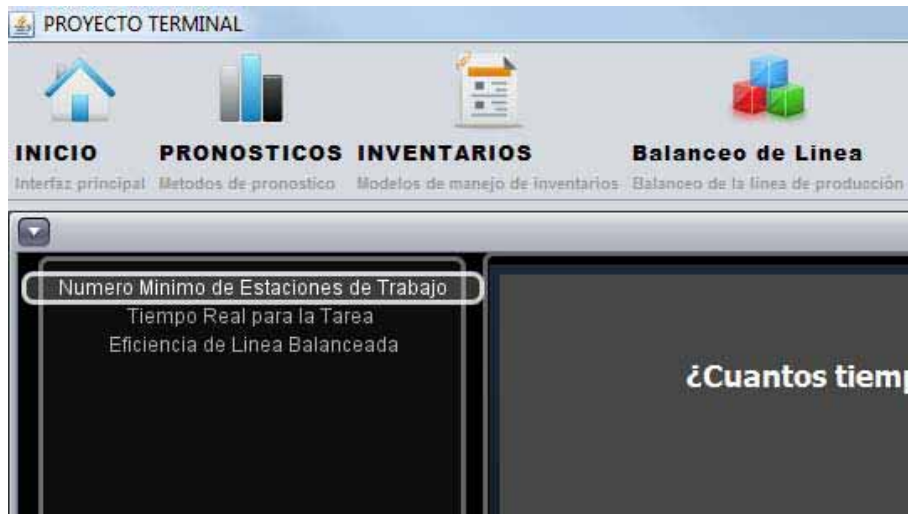 PROYECTO TERMINAL
INICIO PRONOSTICOS INVENTARIOS Balanceo de Linea
Interfaz principal Metodos de pronostico Modelos de manejo de inventarios Balanceo de la linea de producción
Numero Minimo de Estaciones de Trabajo
Tiempo Real para la Tarea
Eficiencia de Linea Balanceada
¿Cuantos tiemp